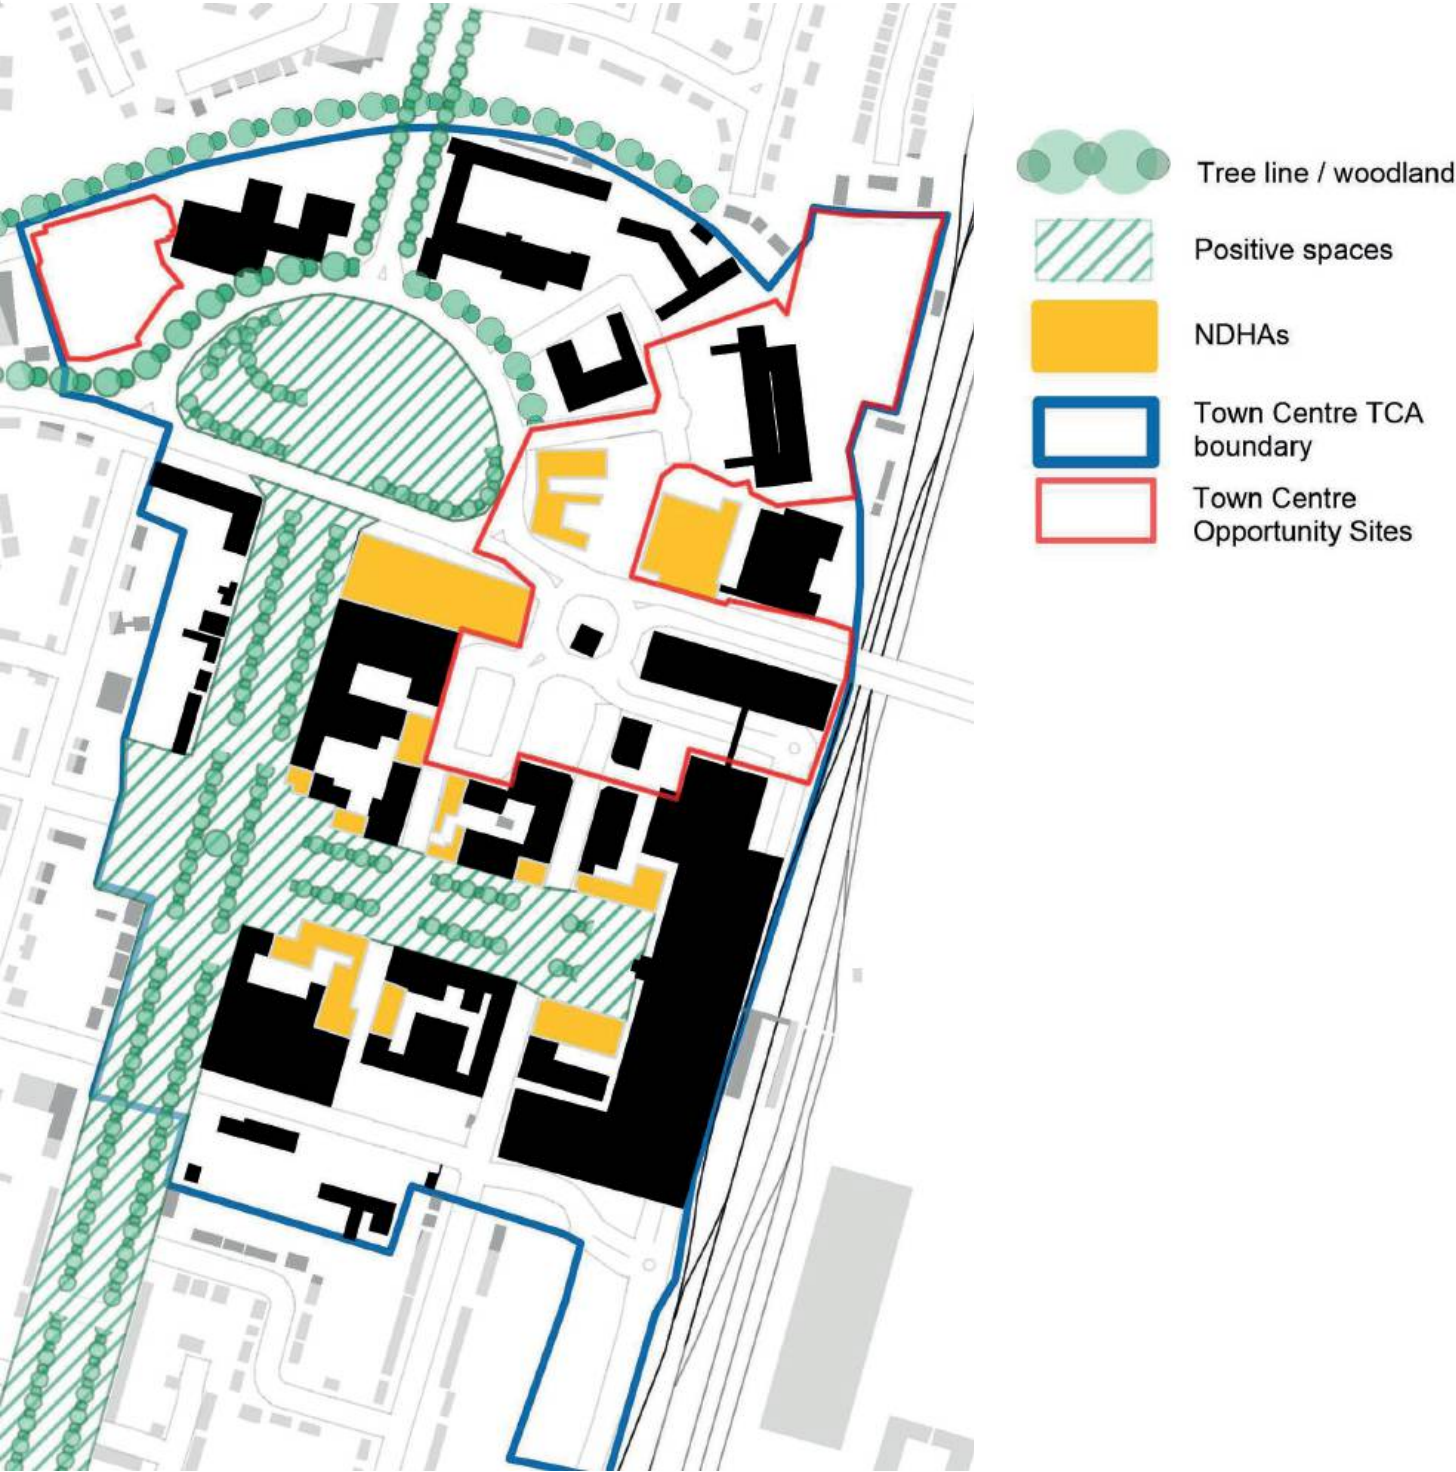 Tree line / woodland
Positive spaces
NDHAs
Town Centre TCA
boundary
Town Centre
Opportunity Sites